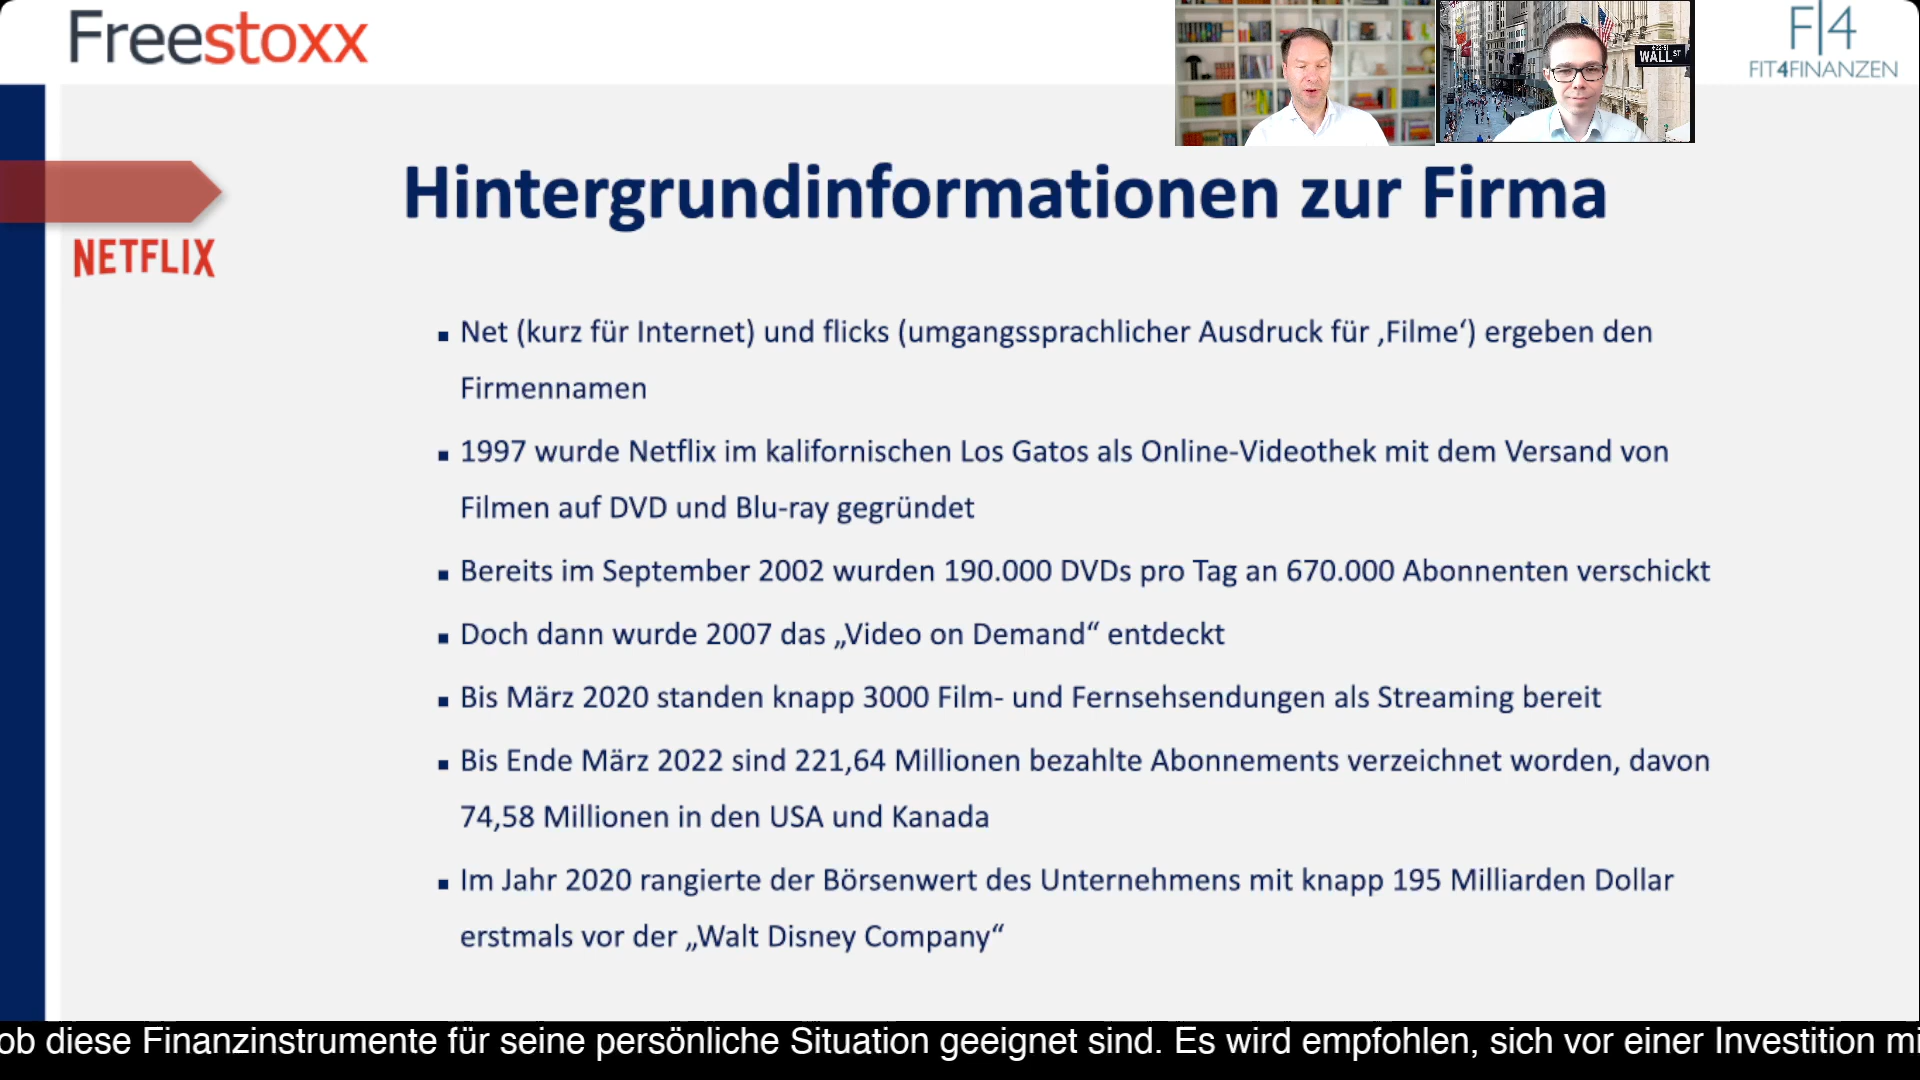 Freestoxx
WALL ST
F|4
FIT4FINANZEN
Hintergrundinformationen zur Firma
NETFLIX
▪ Net (kurz für Internet) und flicks (umgangssprachlicher Ausdruck für ‚Filme‘) ergeben den
Firmennamen
▪ 1997 wurde Netflix im kalifornischen Los Gatos als Online-Videothek mit dem Versand von
Filmen auf DVD und Blu-ray gegründet
▪ Bereits im September 2002 wurden 190.000 DVDs pro Tag an 670.000 Abonnenten verschickt
▪ Doch dann wurde 2007 das „Video on Demand“ entdeckt
▪ Bis März 2020 standen knapp 3000 Film- und Fernsehsendungen als Streaming bereit
▪ Bis Ende März 2022 sind 221,64 Millionen bezahlte Abonnements verzeichnet worden, davon
74,58 Millionen in den USA und Kanada
▪ Im Jahr 2020 rangierte der Börsenwert des Unternehmens mit knapp 195 Milliarden Dollar
erstmals vor der „Walt Disney Company“
ob diese Finanzinstrumente für seine persönliche Situation geeignet sind. Es wird empfohlen, sich vor einer Investition mi